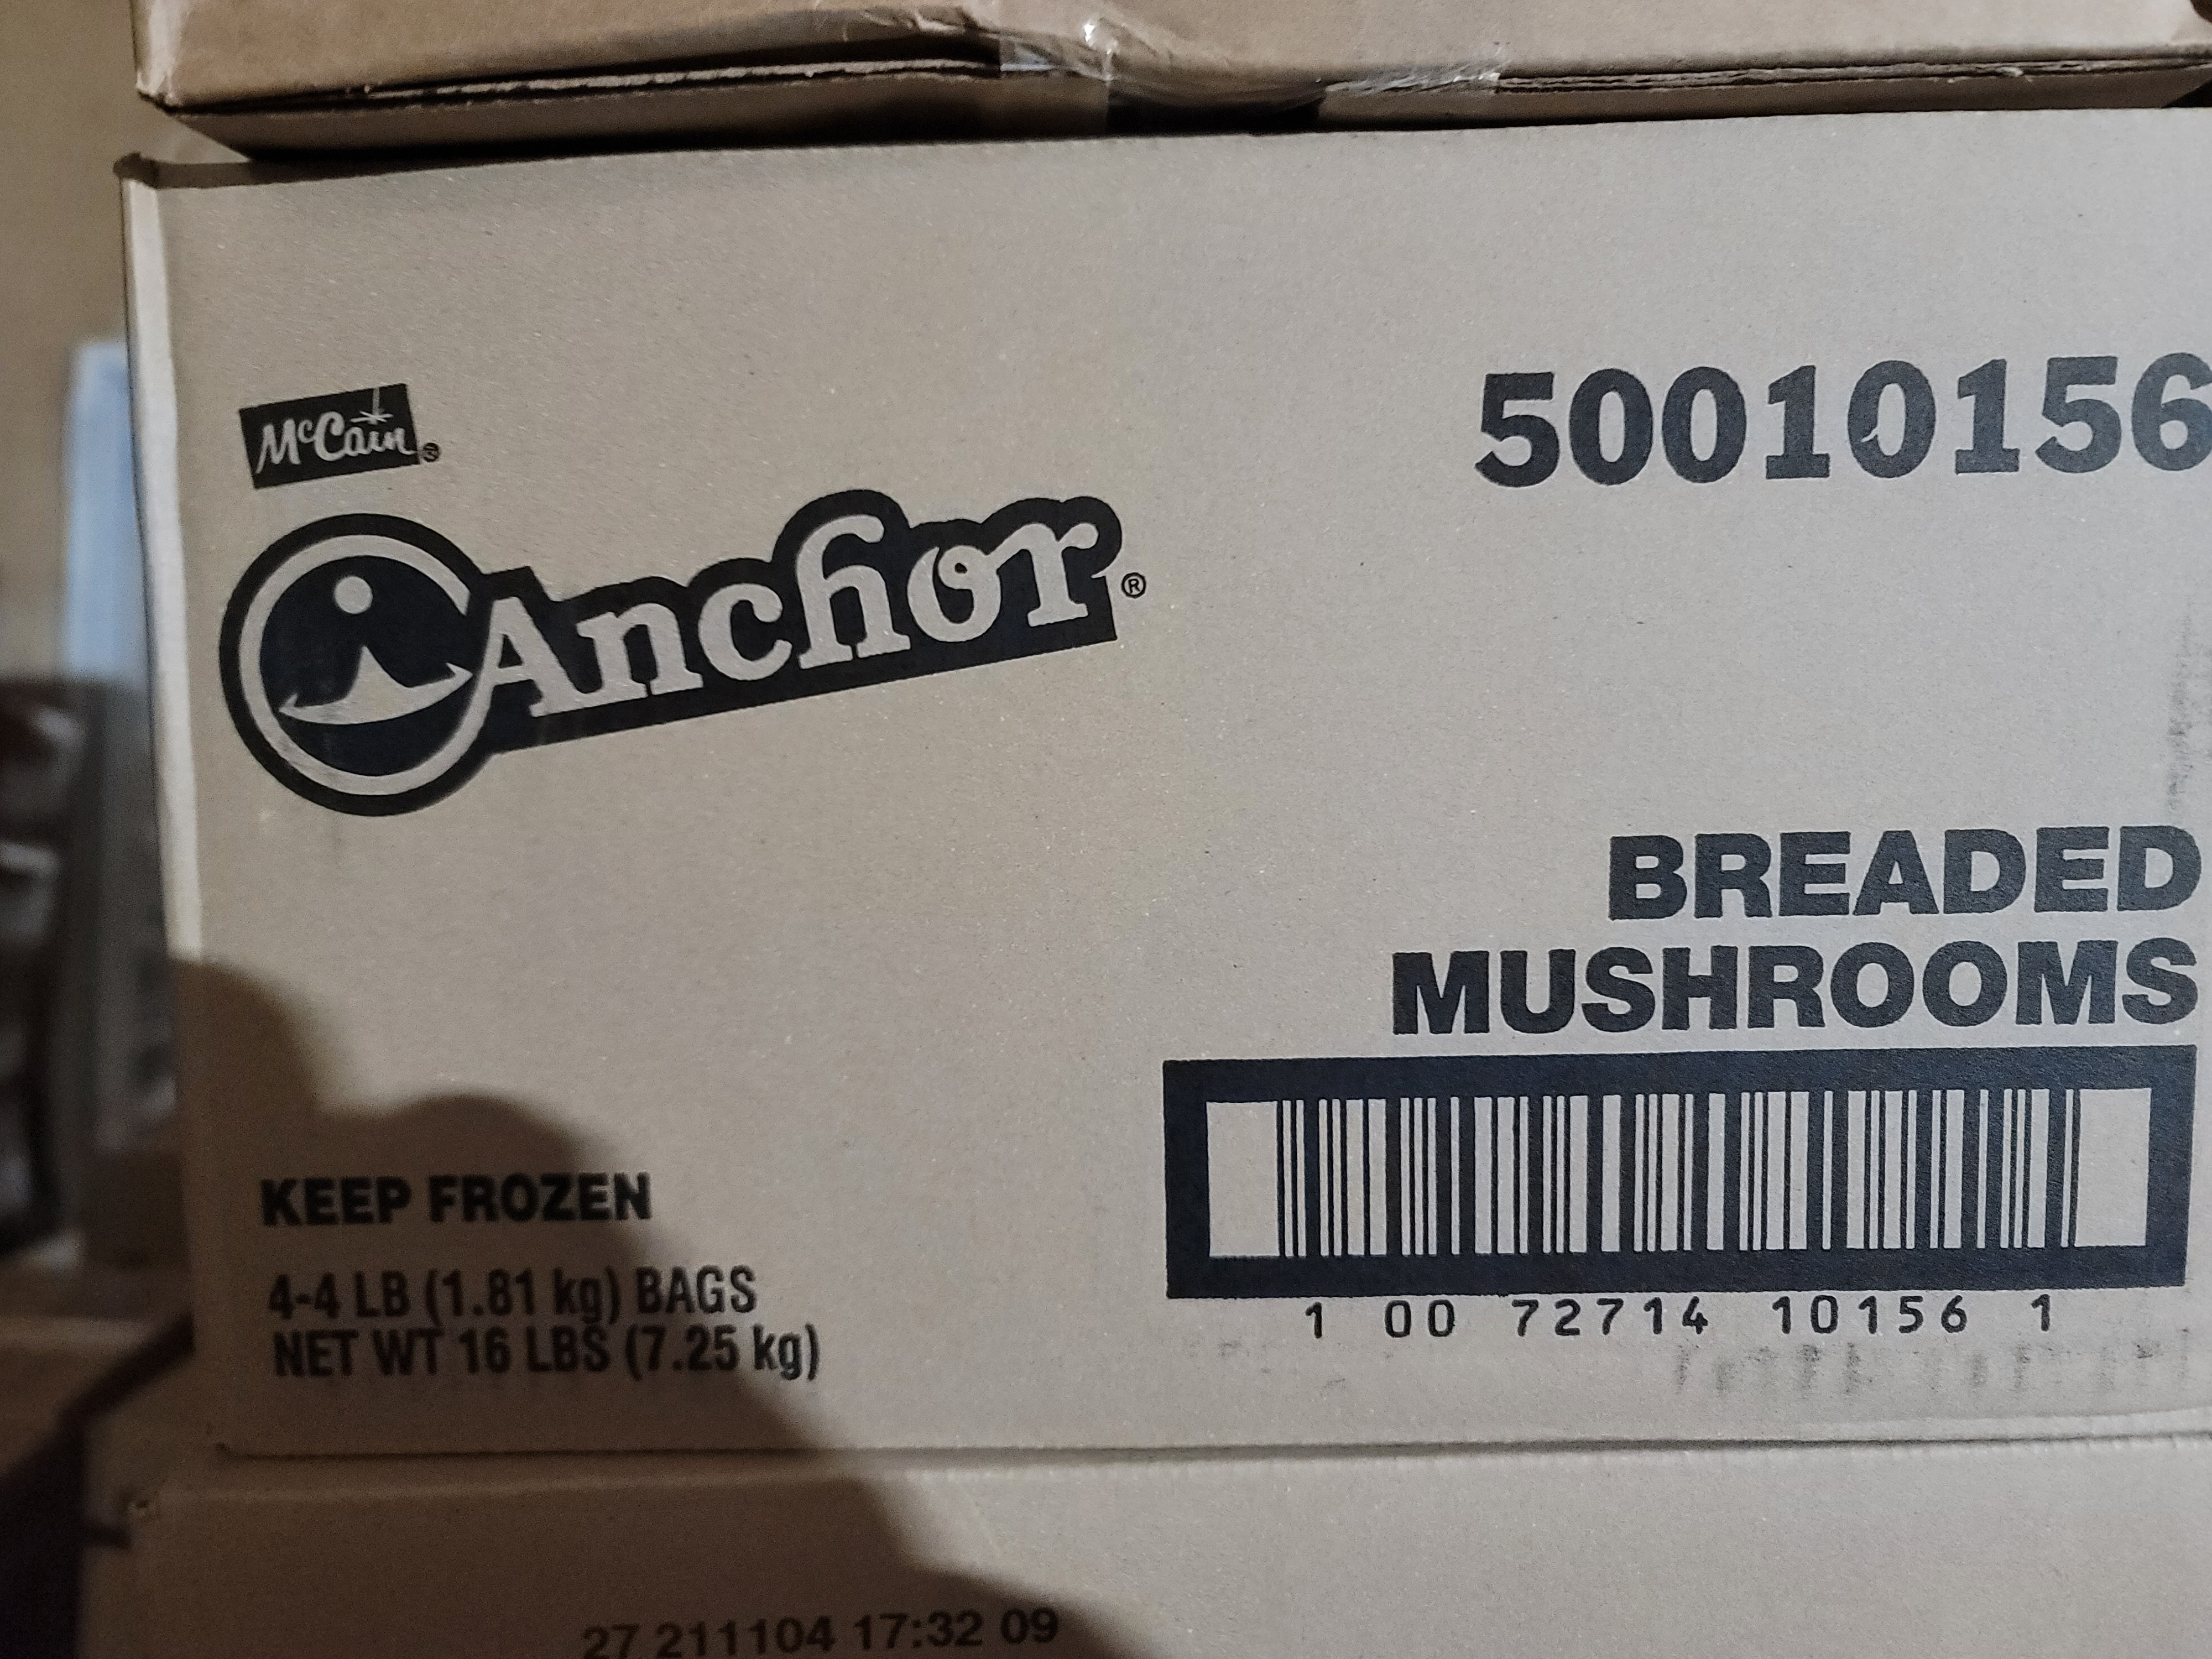 McCain®
Anchor®
50010156
BREADED
MUSHROOMS
KEEP FROZEN
4-4 LB (1.81 kg) BAGS
NET WT 16 LBS (7.25 kg)
1 00 72714 10156 1
27 211104 17:32 09